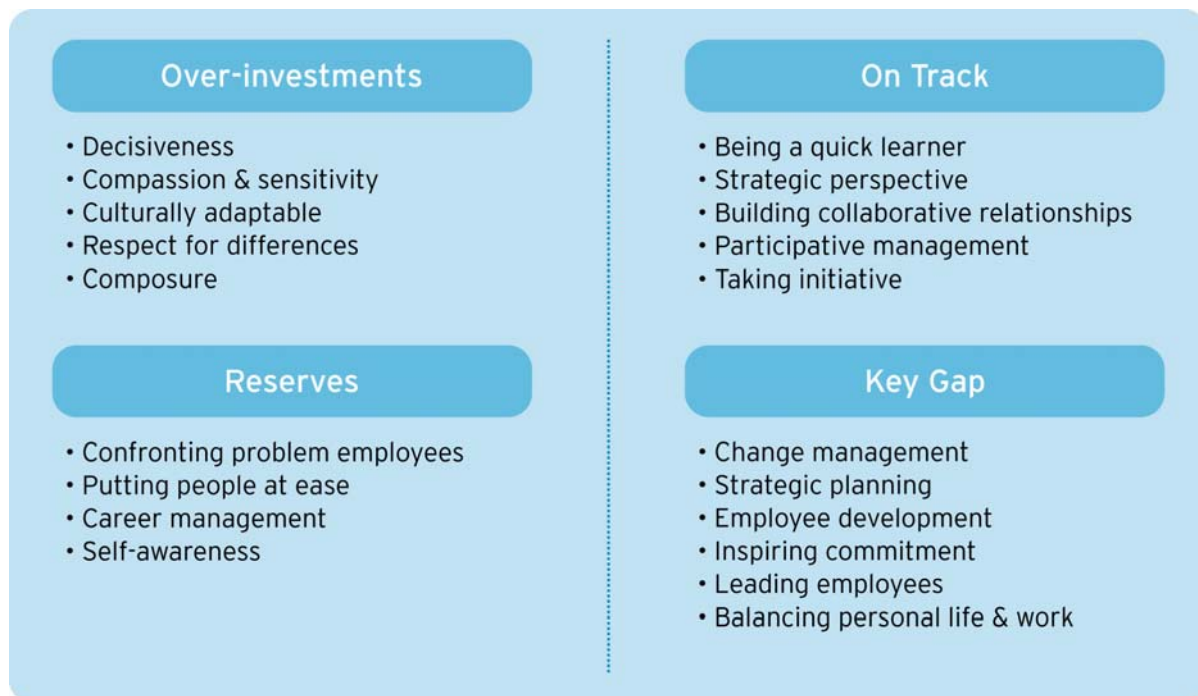 Over-investments
• Decisiveness
• Compassion & sensitivity
• Culturally adaptable
• Respect for differences
• Composure
On Track
• Being a quick learner
• Strategic perspective
• Building collaborative relationships
• Participative management
• Taking initiative
Reserves
• Confronting problem employees
• Putting people at ease
• Career management
• Self-awareness
Key Gap
• Change management
• Strategic planning
• Employee development
• Inspiring commitment
• Leading employees
• Balancing personal life & work